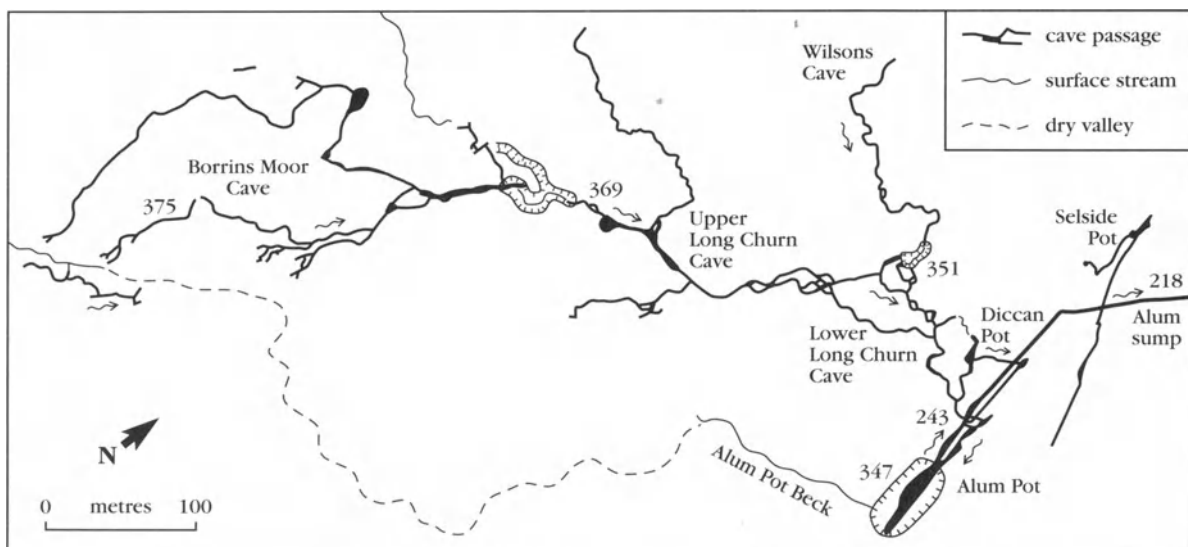 cave passage
surface stream
dry valley
Wilsons
Cave
Borrins Moor
Cave
375
369
Upper
Long Churn
Cave
Selside
Pot
351
218
Diccan
Pot
Alum
sump
Lower
Long Churn
Cave
243
347
Alum Pot Beck
Alum Pot
N
0 metres 100